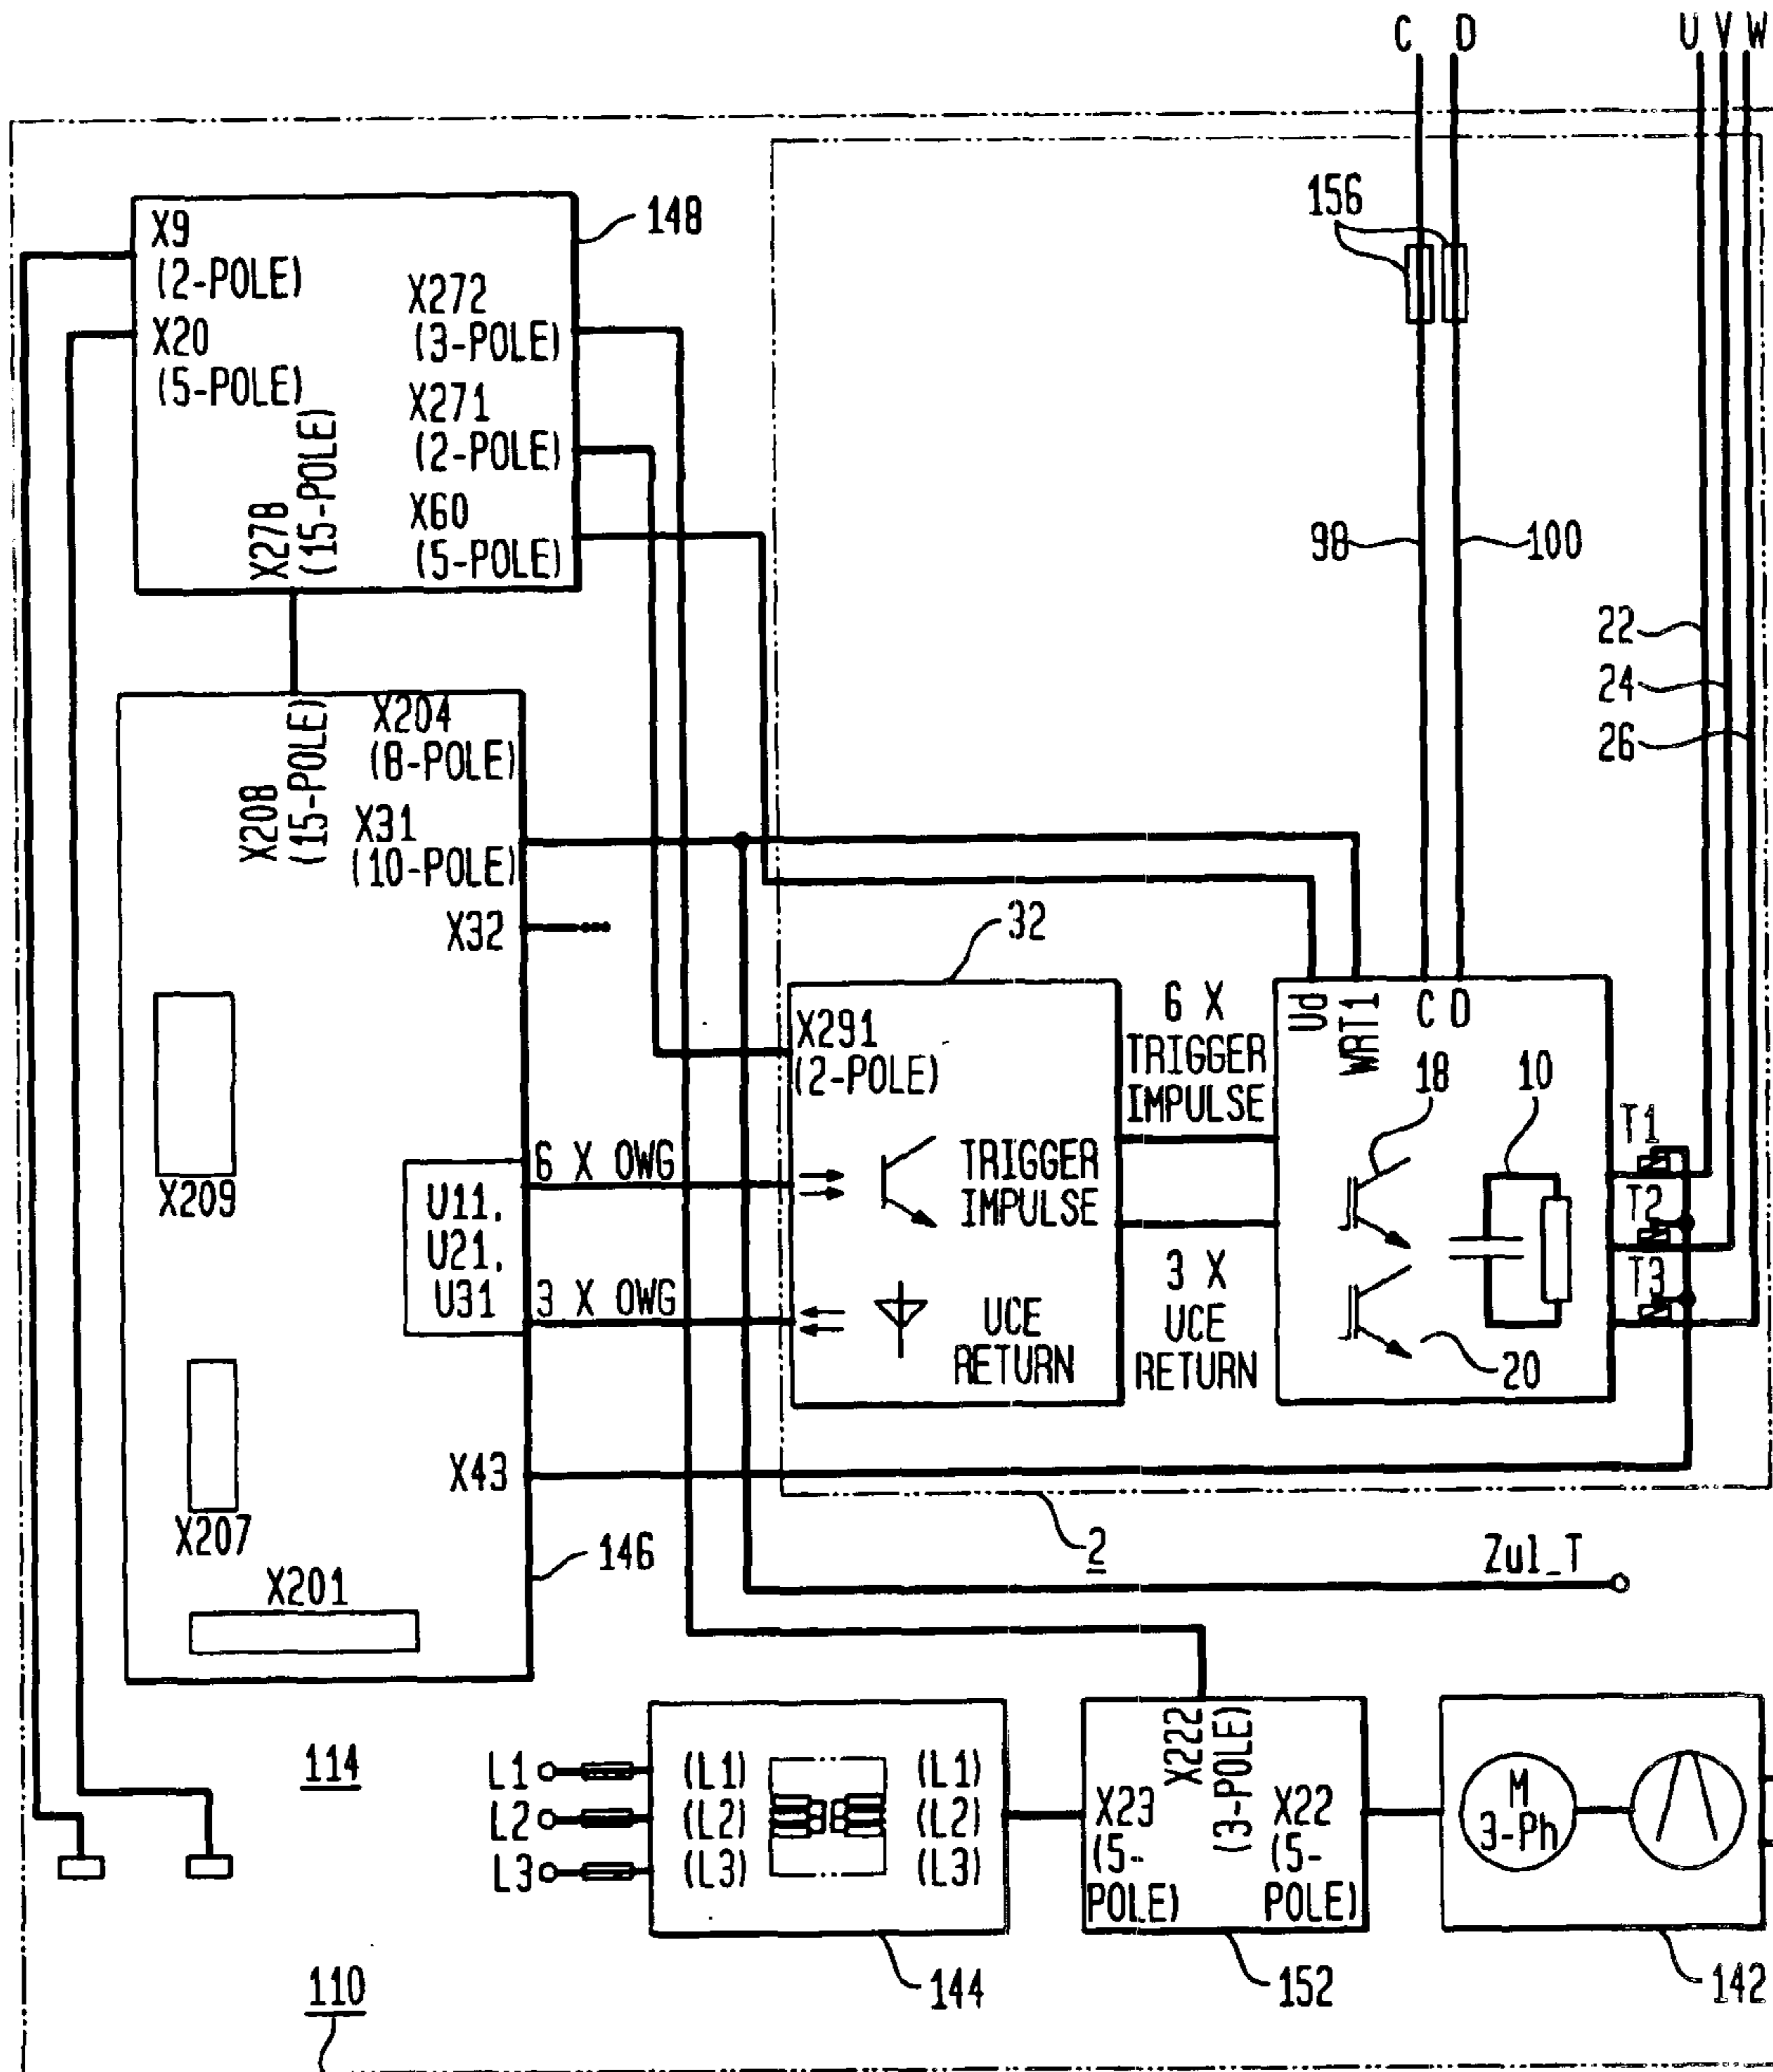 C D
U V W
156
148
X9
(2-POLE)
X20
(5-POLE)
X272
(3-POLE)
X271
(2-POLE)
X60
(5-POLE)
X278
(15-POLE)
98
100
22
24
26
X204
(8-POLE)
X208
(15-POLE)
X31
(10-POLE)
X32
32
X291
(2-POLE)
6 X
TRIGGER
IMPULSE
Ud
WRT1
C D
18
10
T1
T2
T3
X209
6 X OWG
TRIGGER
IMPULSE
U11,
U21,
U31
3 X OWG
UCE
RETURN
3 X
UCE
RETURN
20
X43
X207
146
X201
2
Zul_T
114
L1
L2
L3
(L1)
(L2)
(L3)
(L1)
(L2)
(L3)
X222
(3-POLE)
X23
(5-
POLE)
X22
(5-
POLE)
M
3-Ph
144
152
142
110